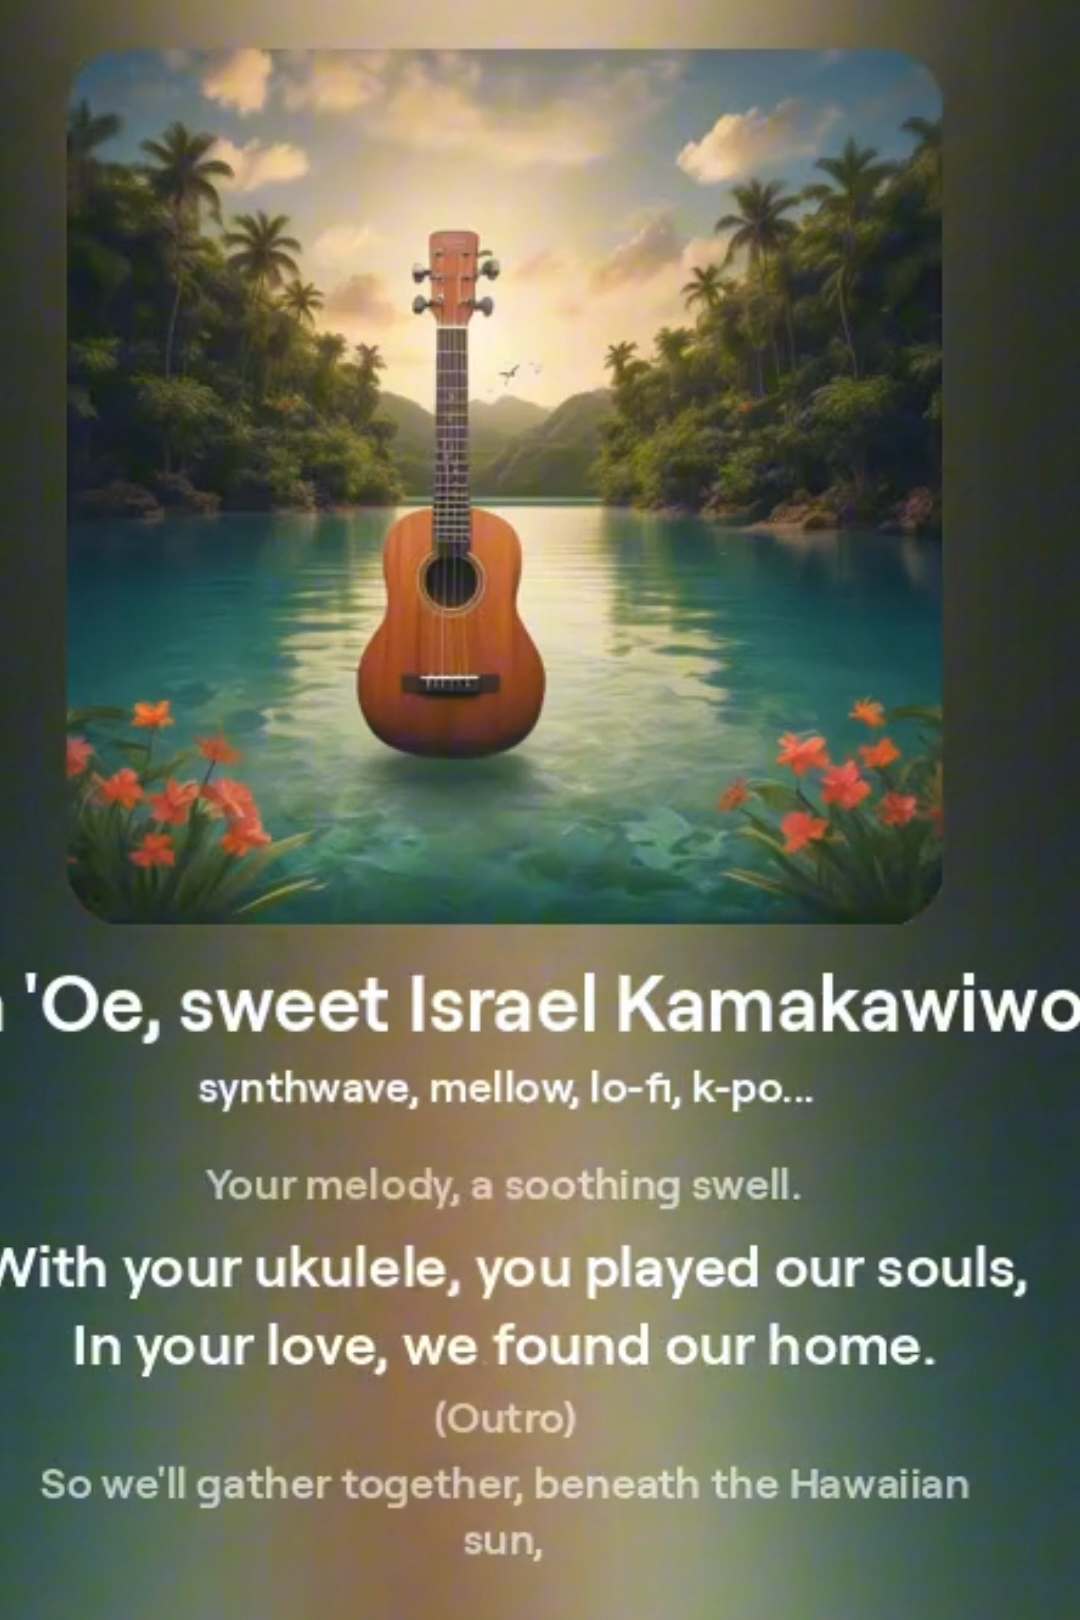 'Oe, sweet Israel Kamakawiwo
synthwave, mellow, lo-fi, k-po...
Your melody, a soothing swell.
With your ukulele, you played our souls,
In your love, we found our home.
(Outro)
So we'll gather together, beneath the Hawaiian
sun,